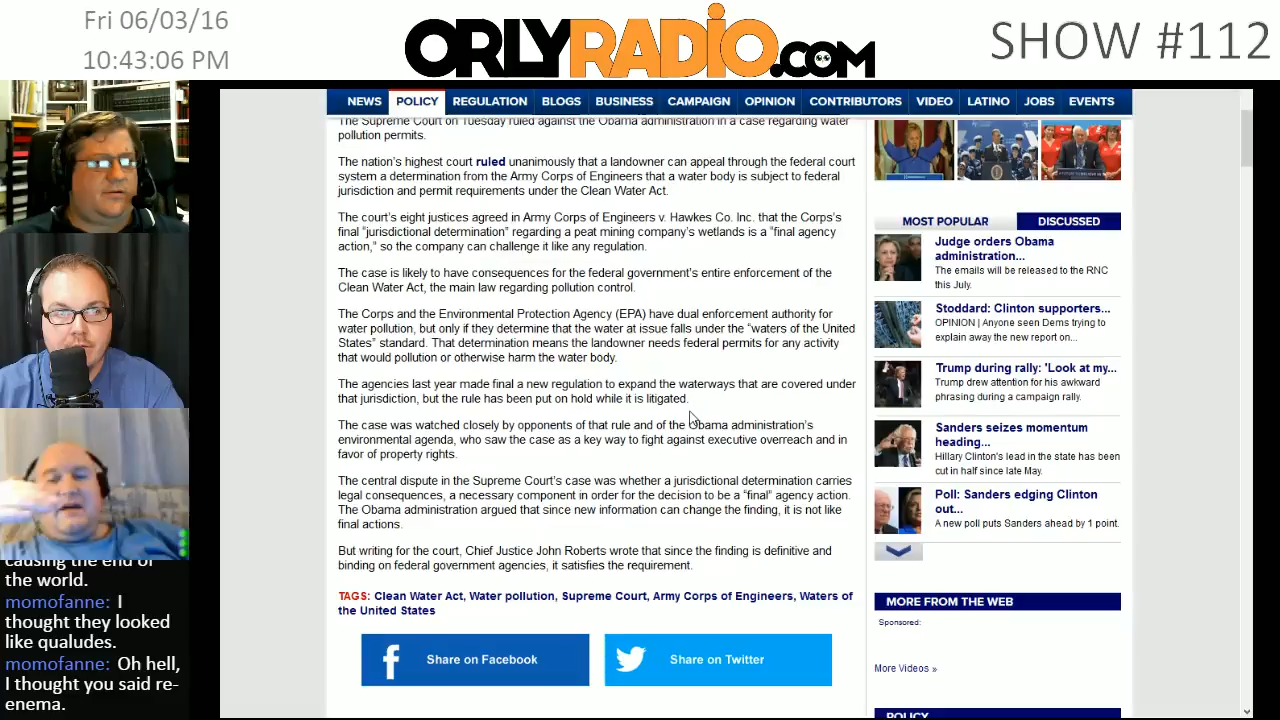 Fri 06/03/16
10:43:06 PM
ORLYRADiO.COM
SHOW #112
NEWS POLICY REGULATION BLOGS BUSINESS CAMPAIGN OPINION CONTRIBUTORS VIDEO LATINO JOBS EVENTS
The Supreme Court on Tuesday ruled against the Obama administration in a case regarding water
pollution permits.
The nation's highest court ruled unanimously that a landowner can appeal through the federal court
system a determination from the Army Corps of Engineers that a water body is subject to federal
jurisdiction and permit requirements under the Clean Water Act.
The court's eight justices agreed in Army Corps of Engineers v. Hawkes Co. Inc. that the Corps's
final "jurisdictional determination" regarding a peat mining company's wetlands is a "final agency
action," so the company can challenge it like any regulation.
The case is likely to have consequences for the federal government's entire enforcement of the
Clean Water Act, the main law regarding pollution control.
The Corps and the Environmental Protection Agency (EPA) have dual enforcement authority for
water pollution, but only if they determine that the water at issue falls under the "waters of the United
States" standard. That determination means the landowner needs federal permits for any activity
that would pollution or otherwise harm the water body.
The agencies last year made final a new regulation to expand the waterways that are covered under
that jurisdiction, but the rule has been put on hold while it is litigated.
The case was watched closely by opponents of that rule and of the Obama administration's
environmental agenda, who saw the case as a key way to fight against executive overreach and in
favor of property rights.
The central dispute in the Supreme Court's case was whether a jurisdictional determination carries
legal consequences, a necessary component in order for the decision to be a "final" agency action.
The Obama administration argued that since new information can change the finding, it is not like
final actions.
But writing for the court, Chief Justice John Roberts wrote that since the finding is definitive and
binding on federal government agencies, it satisfies the requirement.
TAGS: Clean Water Act, Water pollution, Supreme Court, Army Corps of Engineers, Waters of
the United States
Share on Facebook
Share on Twitter
MOST POPULAR DISCUSSED
Judge orders Obama
administration...
The emails will be released to the RNC
this July.
Stoddard: Clinton supporters...
OPINION | Anyone seen Dems trying to
explain away the new report on...
Trump during rally: 'Look at my...
Trump drew attention for his awkward
phrasing during a campaign rally.
Sanders seizes momentum
heading...
Hillary Clinton's lead in the state has been
cut in half since late May.
Poll: Sanders edging Clinton
out...
A new poll puts Sanders ahead by 1 point.
MORE FROM THE WEB
Sponsored:
More Videos »
POLICY
causing the end of
the world.
momofanne: I
thought they looked
like qualudes.
momofanne: Oh hell,
I thought you said re-
enema.